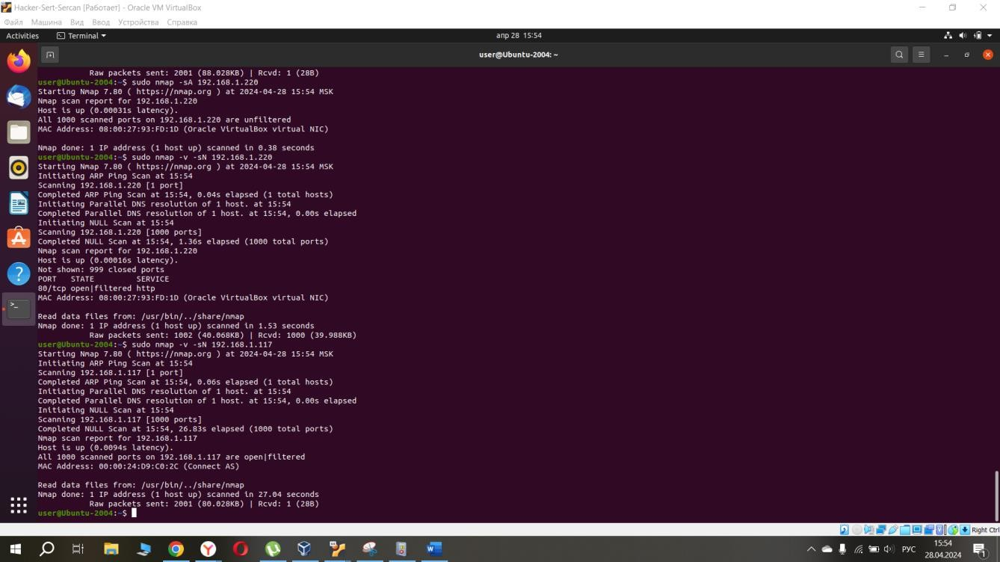 Hacker-Sert-Sercan [Работает] - Oracle VM VirtualBox
Файл Машина Вид Ввод Устройства Справка
Activities Terminal апр 28 15:54
user@Ubuntu-2004: ~
Raw packets sent: 2001 (88.028KB) | Rcvd: 1 (28B)
user@Ubuntu-2004:~$ sudo nmap -sA 192.168.1.220
Starting Nmap 7.80 ( https://nmap.org ) at 2024-04-28 15:54 MSK
Nmap scan report for 192.168.1.220
Host is up (0.00031s latency).
All 1000 scanned ports on 192.168.1.220 are unfiltered
MAC Address: 08:00:27:93:FD:1D (Oracle VirtualBox virtual NIC)
Nmap done: 1 IP address (1 host up) scanned in 0.38 seconds
user@Ubuntu-2004:~$ sudo nmap -v -sN 192.168.1.220
Starting Nmap 7.80 ( https://nmap.org ) at 2024-04-28 15:54 MSK
Initiating ARP Ping Scan at 15:54
Scanning 192.168.1.220 [1 port]
Completed ARP Ping Scan at 15:54, 0.04s elapsed (1 total hosts)
Initiating Parallel DNS resolution of 1 host. at 15:54
Completed Parallel DNS resolution of 1 host. at 15:54, 0.00s elapsed
Initiating NULL Scan at 15:54
Scanning 192.168.1.220 [1000 ports]
Completed NULL Scan at 15:54, 1.36s elapsed (1000 total ports)
Nmap scan report for 192.168.1.220
Host is up (0.00016s latency).
Not shown: 999 closed ports
PORT STATE SERVICE
80/tcp open|filtered http
MAC Address: 08:00:27:93:FD:1D (Oracle VirtualBox virtual NIC)
Read data files from: /usr/bin/../share/nmap
Nmap done: 1 IP address (1 host up) scanned in 1.53 seconds
Raw packets sent: 1002 (40.068KB) | Rcvd: 1000 (39.988KB)
user@Ubuntu-2004:~$ sudo nmap -v -sN 192.168.1.117
Starting Nmap 7.80 ( https://nmap.org ) at 2024-04-28 15:54 MSK
Initiating ARP Ping Scan at 15:54
Scanning 192.168.1.117 [1 port]
Completed ARP Ping Scan at 15:54, 0.06s elapsed (1 total hosts)
Initiating Parallel DNS resolution of 1 host. at 15:54
Completed Parallel DNS resolution of 1 host. at 15:54, 0.00s elapsed
Initiating NULL Scan at 15:54
Scanning 192.168.1.117 [1000 ports]
Completed NULL Scan at 15:54, 26.83s elapsed (1000 total ports)
Nmap scan report for 192.168.1.117
Host is up (0.0094s latency).
All 1000 scanned ports on 192.168.1.117 are open|filtered
MAC Address: 00:00:24:D9:C0:2C (Connect AS)
Read data files from: /usr/bin/../share/nmap
Nmap done: 1 IP address (1 host up) scanned in 27.04 seconds
Raw packets sent: 2001 (80.028KB) | Rcvd: 1 (28B)
user@Ubuntu-2004:~$
Right Ctrl
РУС
15:54
28.04.2024
1